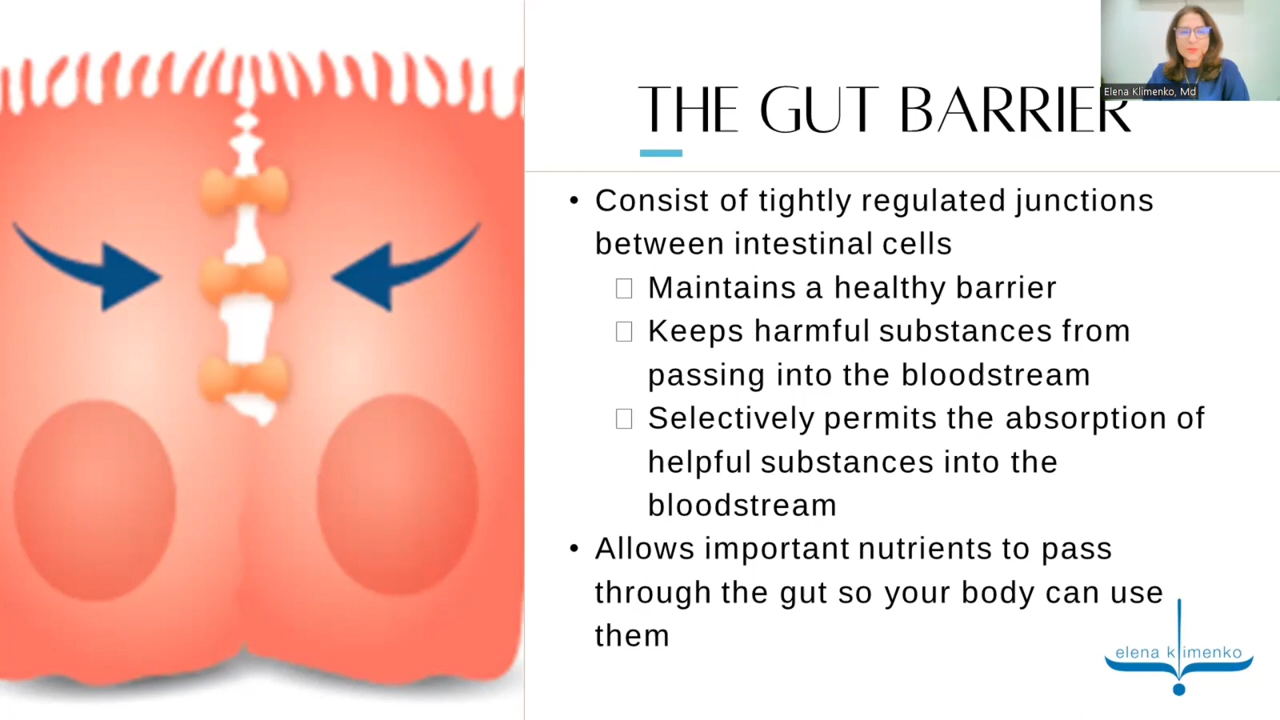 Elena Klimenko, Md
THE GUT BARRIER
• Consist of tightly regulated junctions
between intestinal cells
Maintains a healthy barrier
Keeps harmful substances from
passing into the bloodstream
Selectively permits the absorption of
helpful substances into the
bloodstream
• Allows important nutrients to pass
through the gut so your body can use
them
elena klimenko